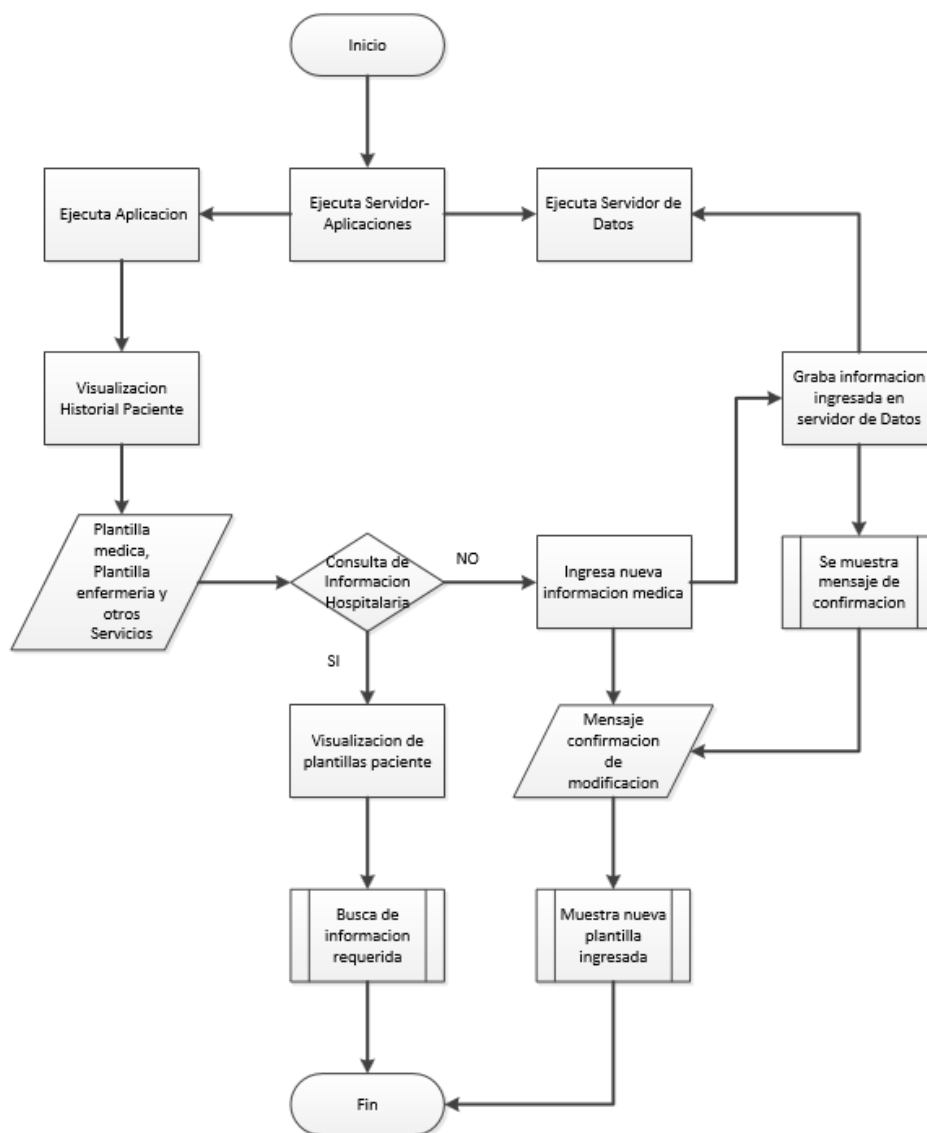 Inicio
Ejecuta Aplicacion
Ejecuta Servidor-
Aplicaciones
Ejecuta Servidor de
Datos
Visualizacion
Historial Paciente
Graba informacion
ingresada en
servidor de Datos
Plantilla
medica,
Plantilla
enfermeria y
otros
Servicios
Consulta de
Informacion
Hospitalaria
NO
Ingresa nueva
informacion medica
Se muestra
mensaje de
confirmacion
SI
Visualizacion de
plantillas paciente
Mensaje
confirmacion
de
modificacion
Busca de
informacion
requerida
Muestra nueva
plantilla
ingresada
Fin